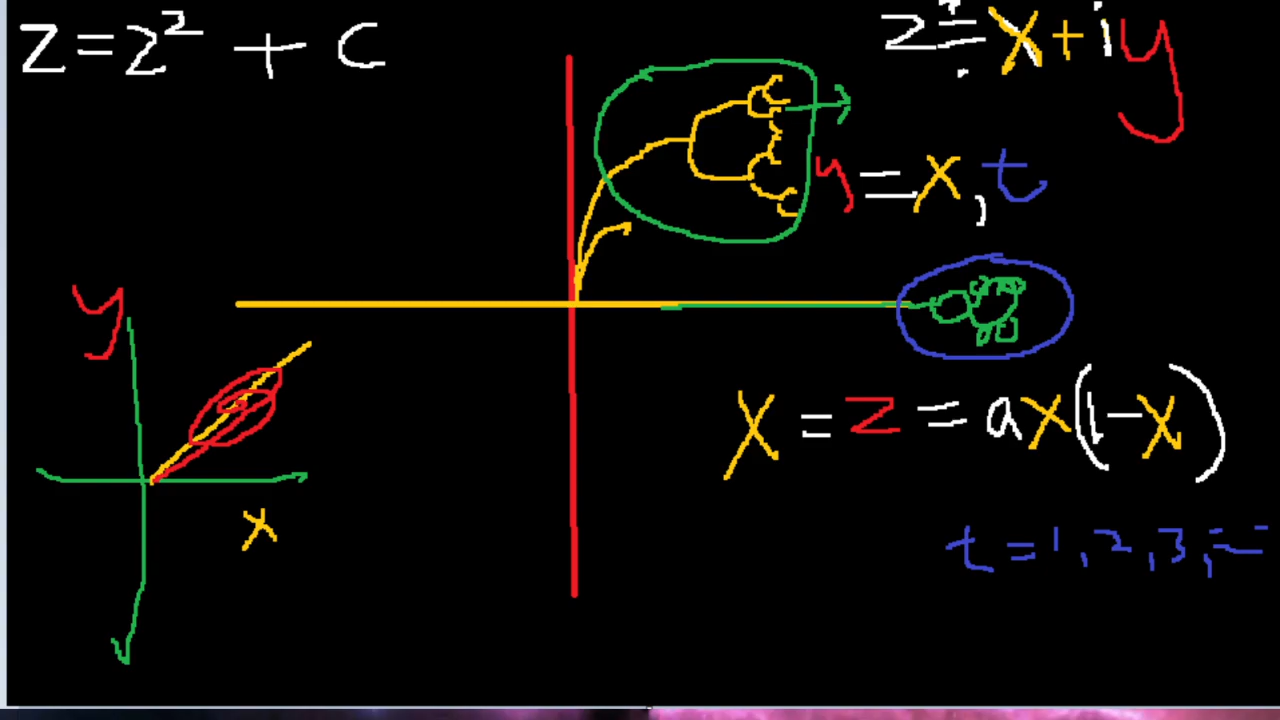 z=z² + c
z = x + iy
y = x, t
y
x = z = ax(1-x)
x
t = 1, 2, 3,